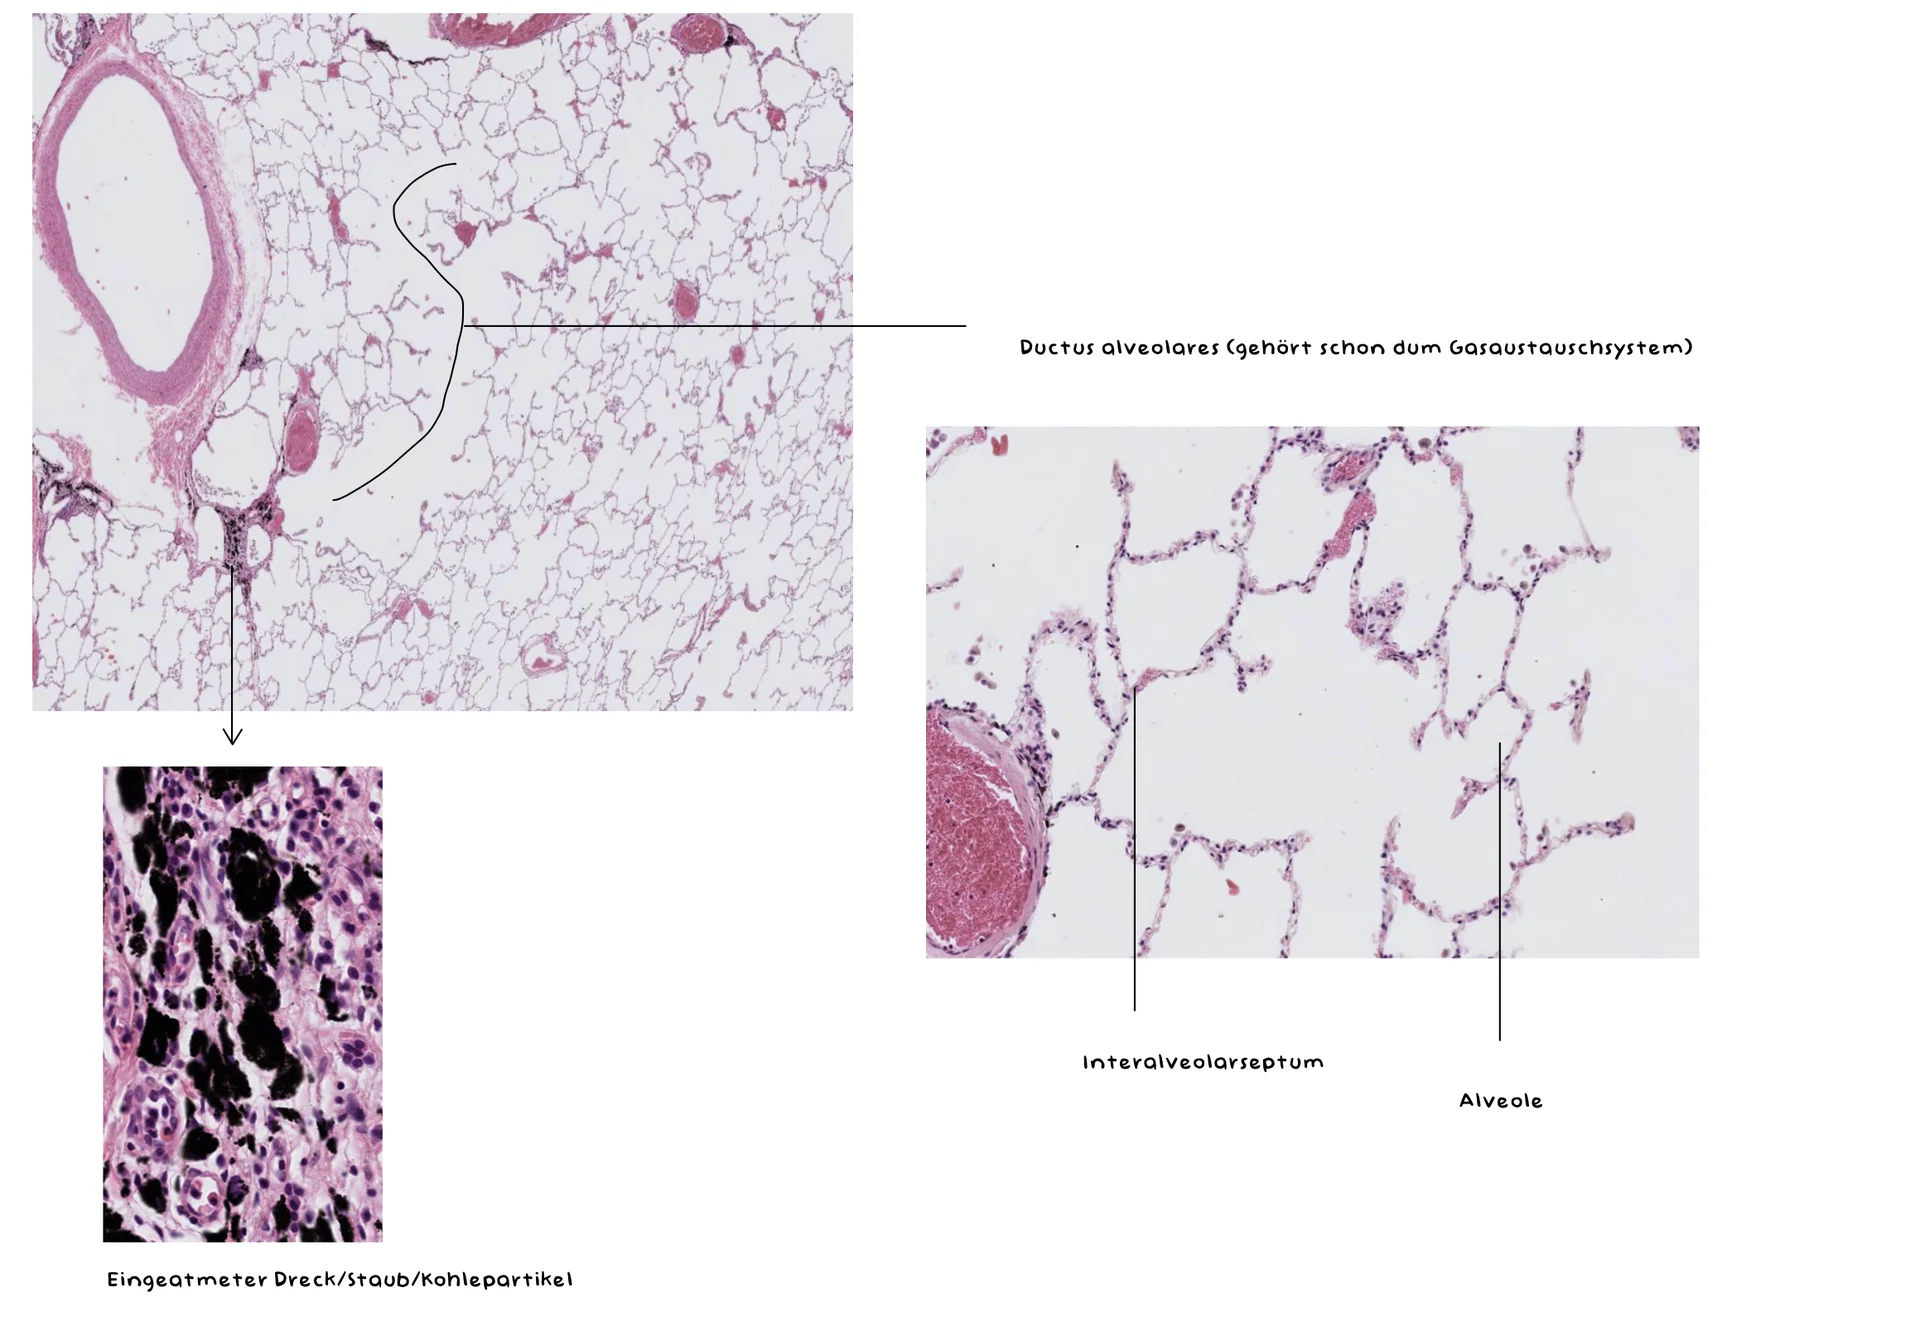 Ductus alveolares (gehört schon dum Gasaustauschsystem)
Interalveolarseptum
Alveole
Eingeatmeter Dreck/Staub/Kohlepartikel